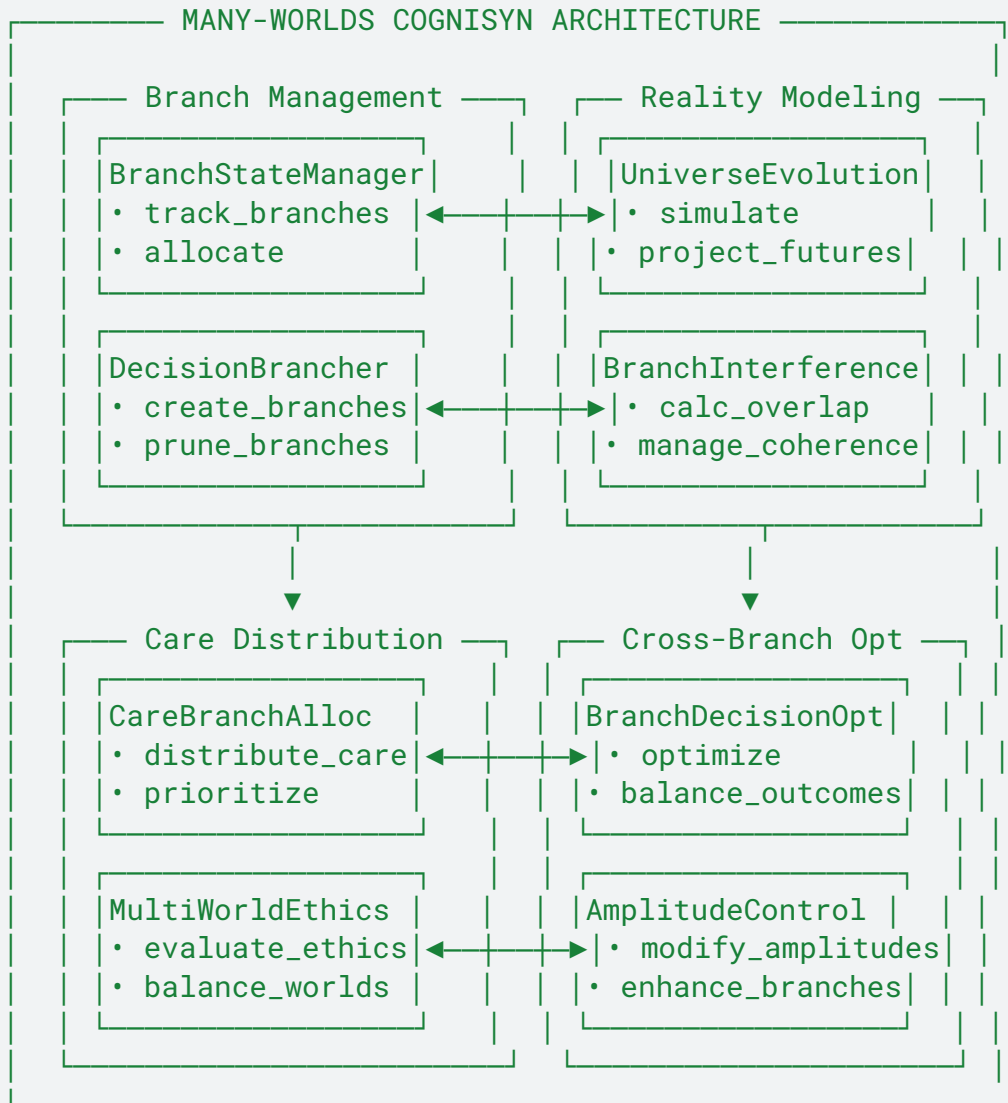 MANY-WORLDS COGNISYN ARCHITECTURE
Branch Management
Reality Modeling
BranchStateManager
UniverseEvolution
• track_branches
• simulate
• allocate
• project_futures
DecisionBrancher
BranchInterference
• create_branches
• calc_overlap
• prune_branches
• manage_coherence
Care Distribution
Cross-Branch Opt
CareBranchAlloc
BranchDecisionOpt
• distribute_care
• optimize
• prioritize
• balance_outcomes
MultiWorldEthics
AmplitudeControl
• evaluate_ethics
• modify_amplitudes
• balance_worlds
• enhance_branches